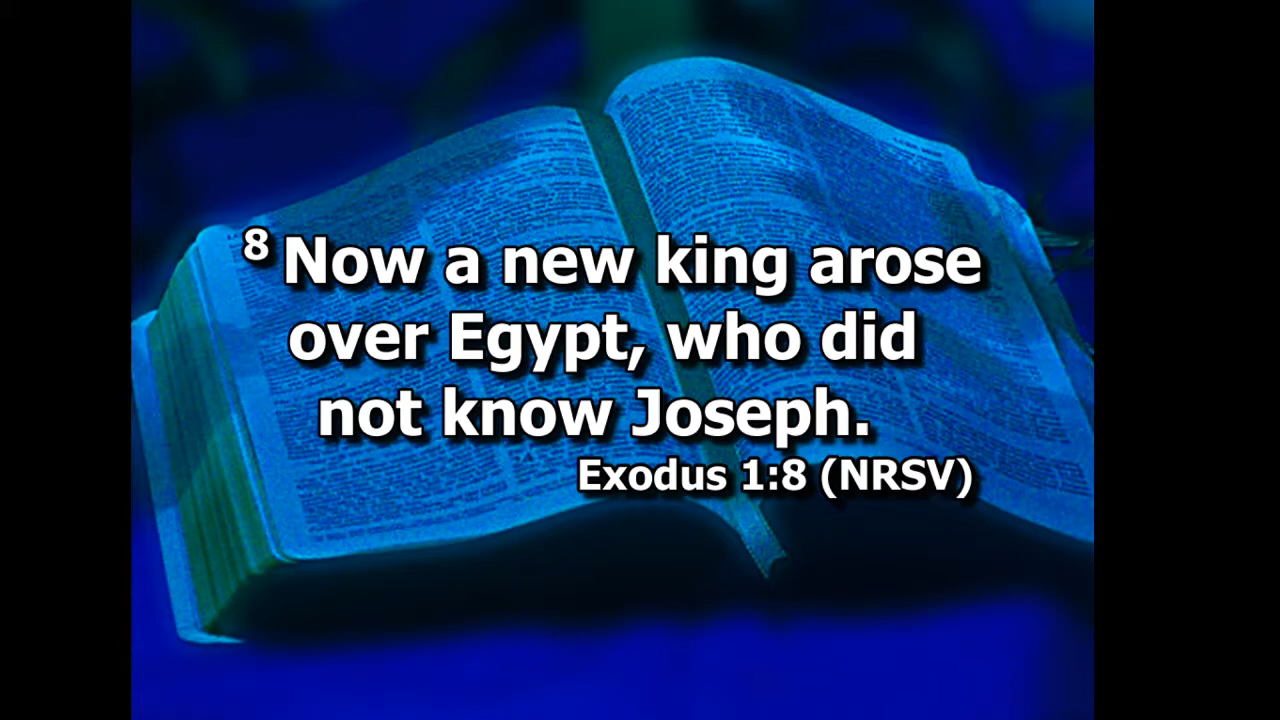 8 Now a new king arose
over Egypt, who did
not know Joseph.
Exodus 1:8 (NRSV)